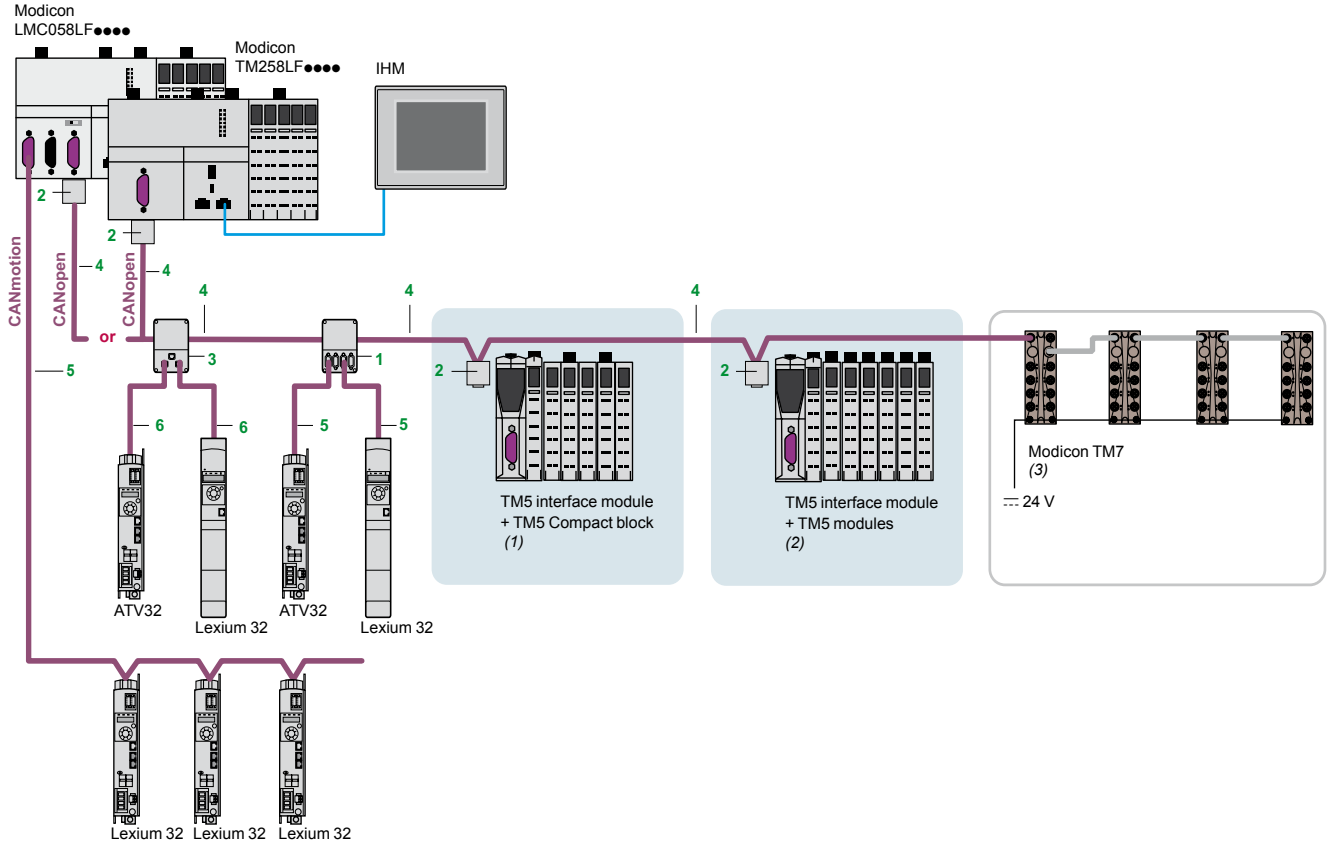 Modicon
LMC058LF●●●●
Modicon
TM258LF●●●●
IHM
2
2
CANmotion
CANopen
4
CANopen
4
or
4
4
4
3
1
2
2
5
6
6
5
5
Modicon TM7
(3)
24 V
TM5 interface module
+ TM5 Compact block
(1)
TM5 interface module
+ TM5 modules
(2)
ATV32
Lexium 32
ATV32
Lexium 32
Lexium 32
Lexium 32
Lexium 32